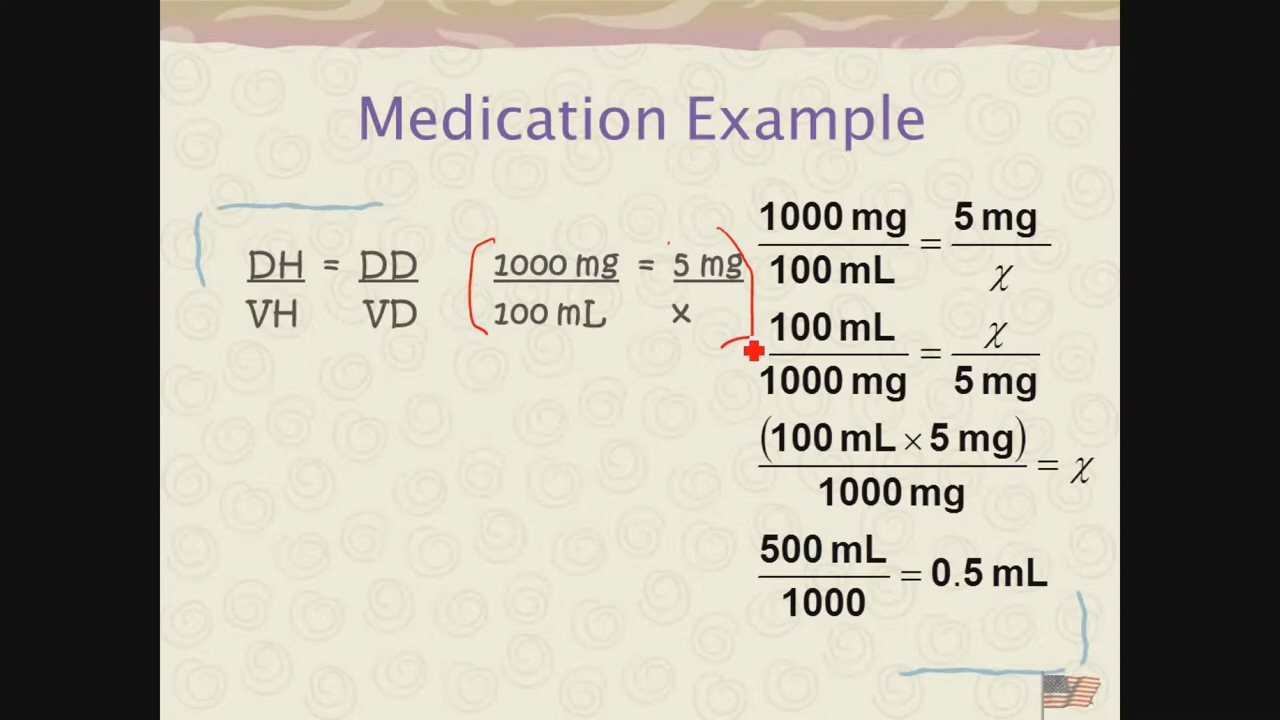 Medication Example
DH = DD
VH VD
1000 mg = 5 mg
100 mL x
1000 mg = 5 mg
100 mL χ
100 mL = χ
1000 mg 5 mg
(100 mL × 5 mg) = χ
1000 mg
500 mL = 0.5 mL
1000